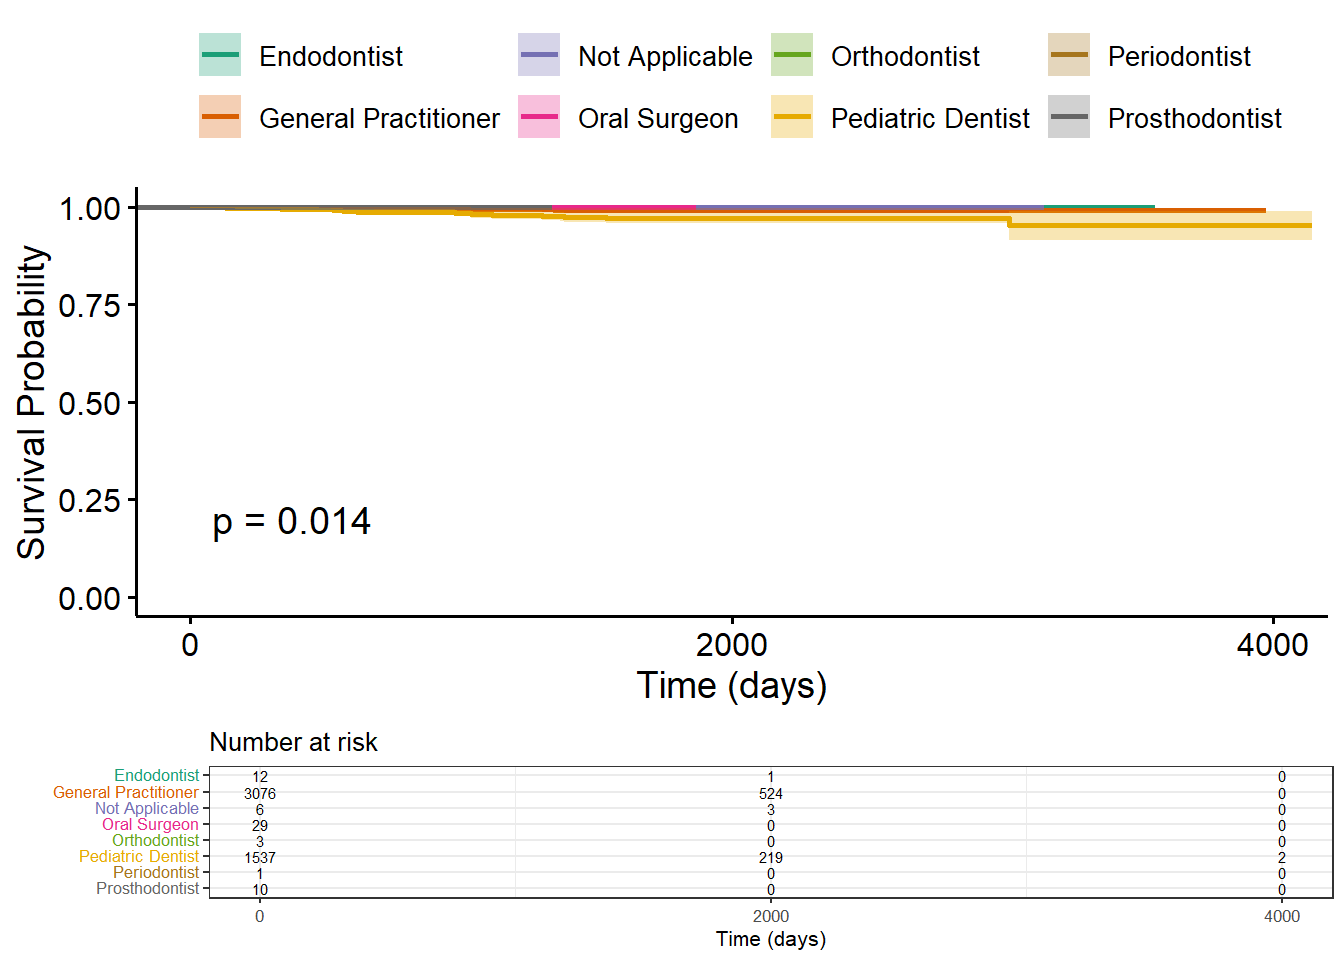 Endodontist Not Applicable Orthodontist Periodontist
General Practitioner Oral Surgeon Pediatric Dentist Prosthodontist
Survival Probability
1.00
0.75
0.50
0.25
0.00
p = 0.014
0 2000 4000
Time (days)
Number at risk
Endodontist 12 1 0
General Practitioner 3076 524 0
Not Applicable 6 3 0
Oral Surgeon 29 0 0
Orthodontist 3 0 0
Pediatric Dentist 1537 219 2
Periodontist 1 0 0
Prosthodontist 10 0 0
0 2000 4000
Time (days)